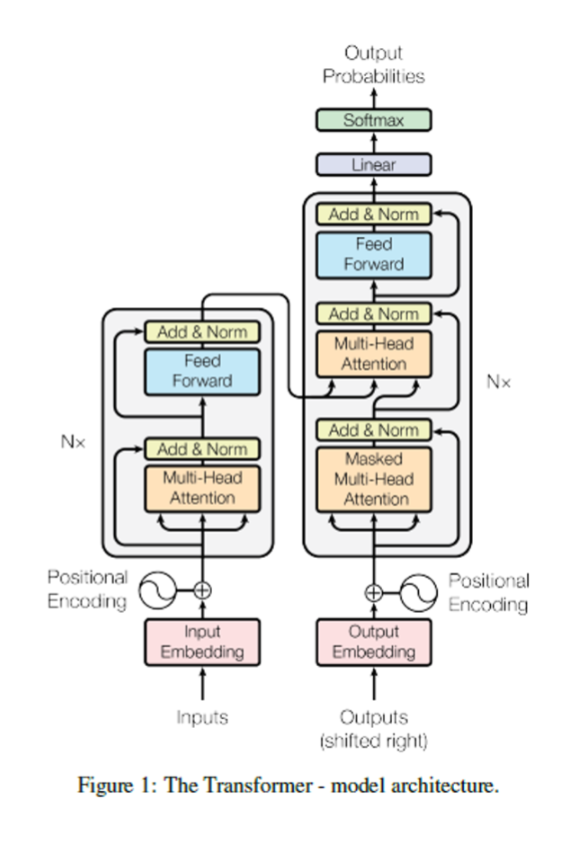 Output
Probabilities
Softmax
Linear
Add & Norm
Feed
Forward
Add & Norm
Multi-Head
Attention
Add & Norm
Masked
Multi-Head
Attention
Nx
Add & Norm
Feed
Forward
Add & Norm
Multi-Head
Attention
Nx
Positional
Encoding
Positional
Encoding
Input
Embedding
Output
Embedding
Inputs
Outputs
(shifted right)
Figure 1: The Transformer - model architecture.